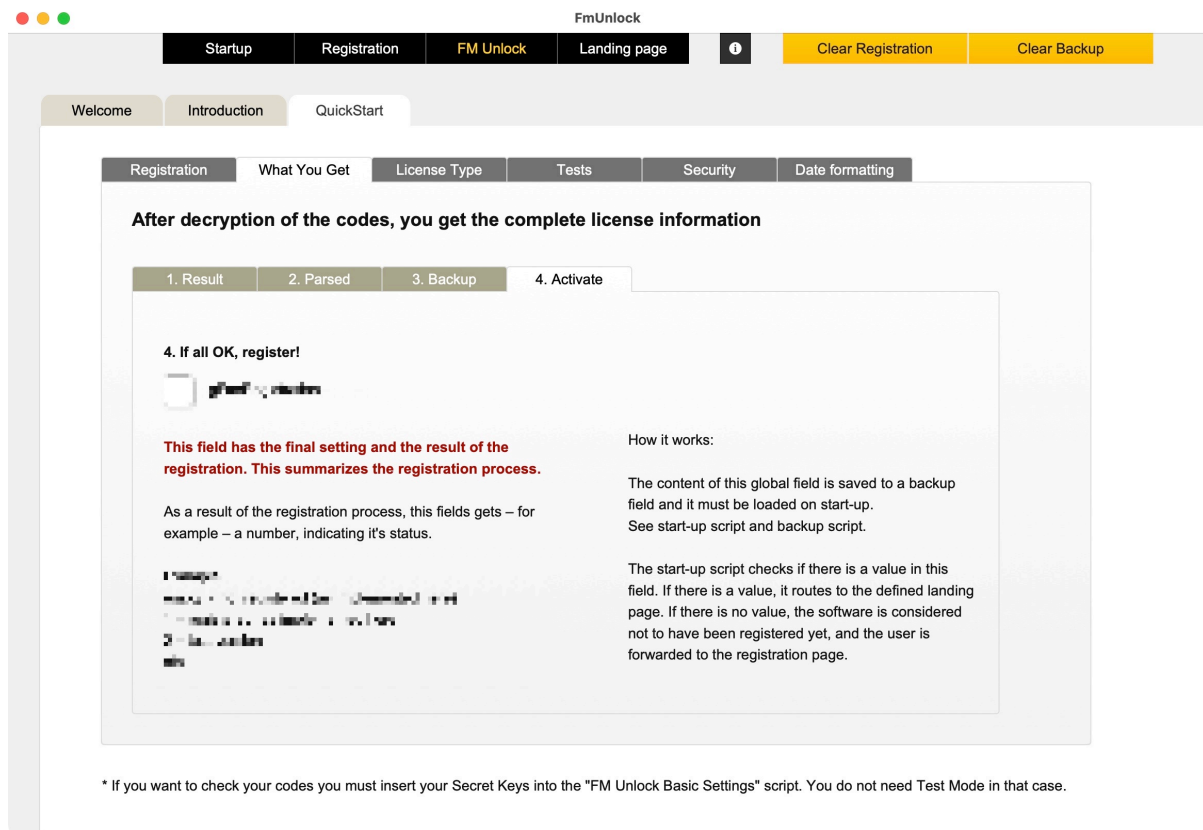 FmUnlock
Startup
Registration
FM Unlock
Landing page
Clear Registration
Clear Backup
Welcome
Introduction
QuickStart
Registration
What You Get
License Type
Tests
Security
Date formatting
After decryption of the codes, you get the complete license information
1. Result
2. Parsed
3. Backup
4. Activate
4. If all OK, register!
This field has the final setting and the result of the
registration. This summarizes the registration process.
As a result of the registration process, this fields gets – for
example – a number, indicating it's status.
How it works:
The content of this global field is saved to a backup
field and it must be loaded on start-up.
See start-up script and backup script.
The start-up script checks if there is a value in this
field. If there is a value, it routes to the defined landing
page. If there is no value, the software is considered
not to have been registered yet, and the user is
forwarded to the registration page.
* If you want to check your codes you must insert your Secret Keys into the "FM Unlock Basic Settings" script. You do not need Test Mode in that case.